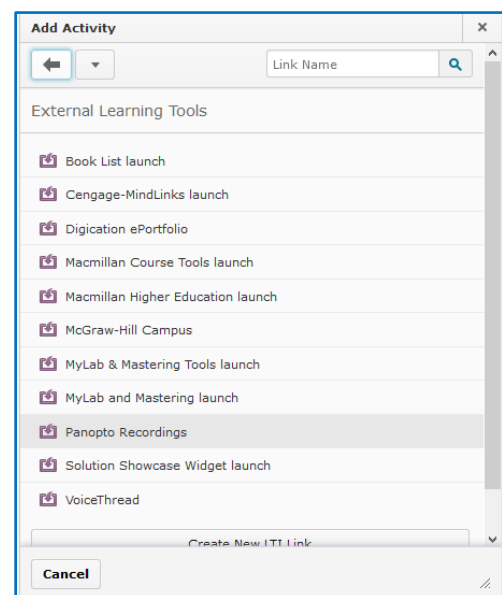 Add Activity
Link Name
External Learning Tools
Book List launch
Cengage-MindLinks launch
Digication ePortfolio
Macmillan Course Tools launch
Macmillan Higher Education launch
McGraw-Hill Campus
MyLab & Mastering Tools launch
MyLab and Mastering launch
Panopto Recordings
Solution Showcase Widget launch
VoiceThread
Create New LTI Link
Cancel